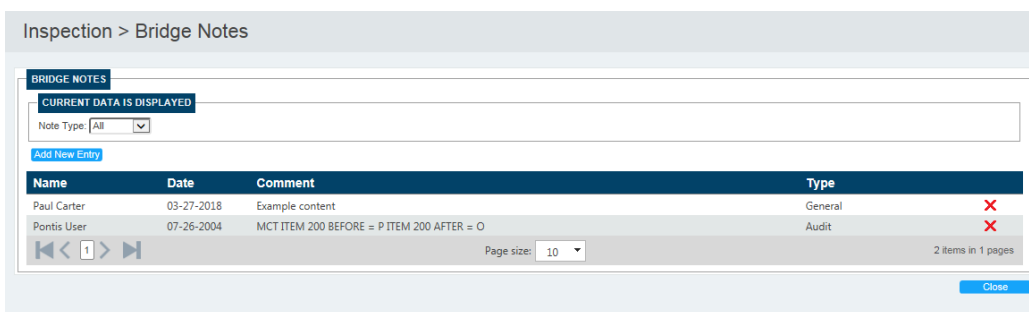 Inspection > Bridge Notes
BRIDGE NOTES
CURRENT DATA IS DISPLAYED
Note Type: All
Add New Entry
Name Date Comment Type
Paul Carter 03-27-2018 Example content General
Pontis User 07-26-2004 MCT ITEM 200 BEFORE = P ITEM 200 AFTER = O Audit
1 Page size: 10 2 items in 1 pages
Close